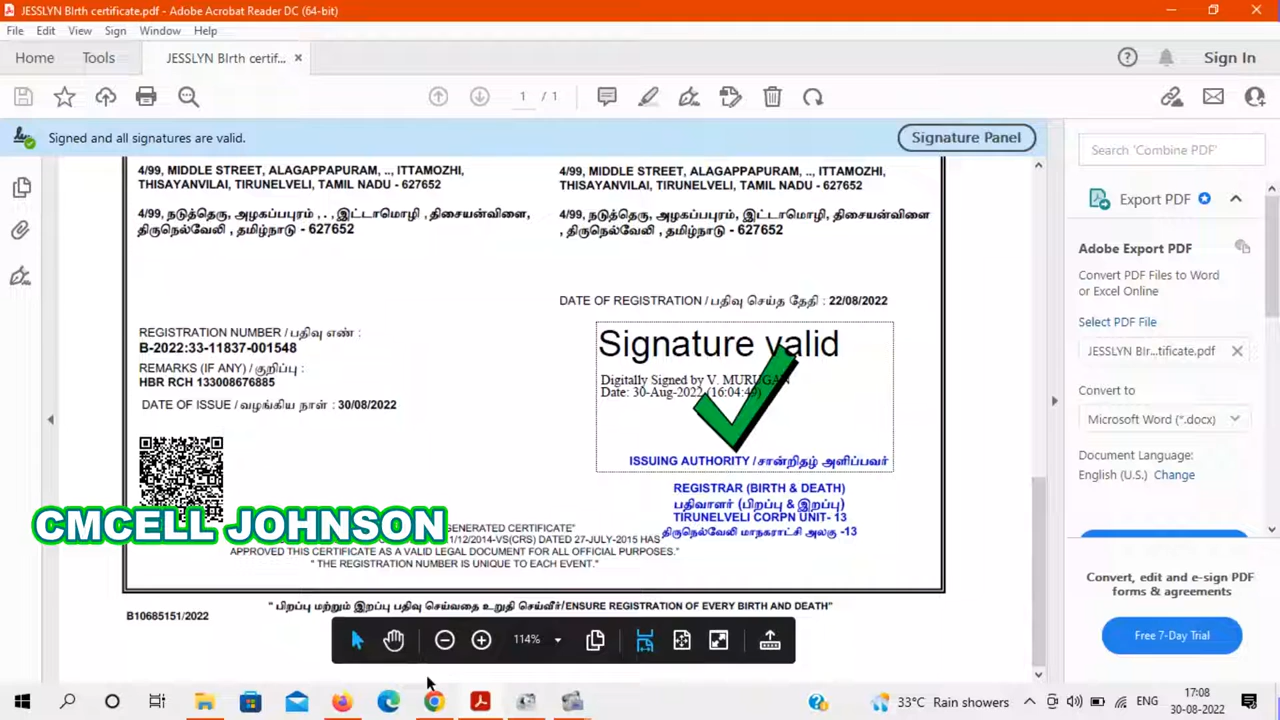 JESSLYN BIrth certificate.pdf - Adobe Acrobat Reader DC (64-bit)
File Edit View Sign Window Help
Home Tools JESSLYN BIrth certif... Sign In
1 / 1
Signed and all signatures are valid.
Signature Panel
4/99, MIDDLE STREET, ALAGAPPAPURAM, .., ITTAMOZHI,
THISAYANVILAI, TIRUNELVELI, TAMIL NADU - 627652
4/99, நடுத்தெரு, அழகப்பபுரம் , . , இட்டாமொழி , திசையன்விளை,
திருநெல்வேலி , தமிழ்நாடு - 627652
4/99, MIDDLE STREET, ALAGAPPAPURAM, .., ITTAMOZHI,
THISAYANVILAI, TIRUNELVELI, TAMIL NADU - 627652
4/99, நடுத்தெரு, அழகப்பபுரம், இட்டாமொழி, திசையன்விளை
, திருநெல்வேலி , தமிழ்நாடு - 627652
DATE OF REGISTRATION / பதிவு செய்த தேதி : 22/08/2022
REGISTRATION NUMBER / பதிவு எண் :
B-2022:33-11837-001548
REMARKS (IF ANY) / குறிப்பு :
HBR RCH 133008676885
DATE OF ISSUE / வழங்கிய நாள் : 30/08/2022
Signature valid
Digitally Signed by V. MURUGAN
Date: 30-Aug-2022 (16:04:49)
ISSUING AUTHORITY / சான்றிதழ் அளிப்பவர்
REGISTRAR (BIRTH & DEATH)
பதிவாளர் (பிறப்பு & இறப்பு)
TIRUNELVELI CORPN UNIT- 13
திருநெல்வேலி மாநகராட்சி அலகு -13
CMCELL JOHNSON
GENERATED CERTIFICATE"
1/12/2014-VS(CRS) DATED 27-JULY-2015 HAS
APPROVED THIS CERTIFICATE AS A VALID LEGAL DOCUMENT FOR ALL OFFICIAL PURPOSES."
" THE REGISTRATION NUMBER IS UNIQUE TO EACH EVENT."
" பிறப்பு மற்றும் இறப்பு பதிவு செய்வதை உறுதி செய்வீர்/ENSURE REGISTRATION OF EVERY BIRTH AND DEATH"
B10685151/2022
114%
Search 'Combine PDF'
Export PDF
Adobe Export PDF
Convert PDF Files to Word
or Excel Online
Select PDF File
JESSLYN BIr...tificate.pdf
Convert to
Microsoft Word (*.docx)
Document Language:
English (U.S.) Change
Convert, edit and e-sign PDF
forms & agreements
Free 7-Day Trial
33°C Rain showers
ENG
17:08
30-08-2022